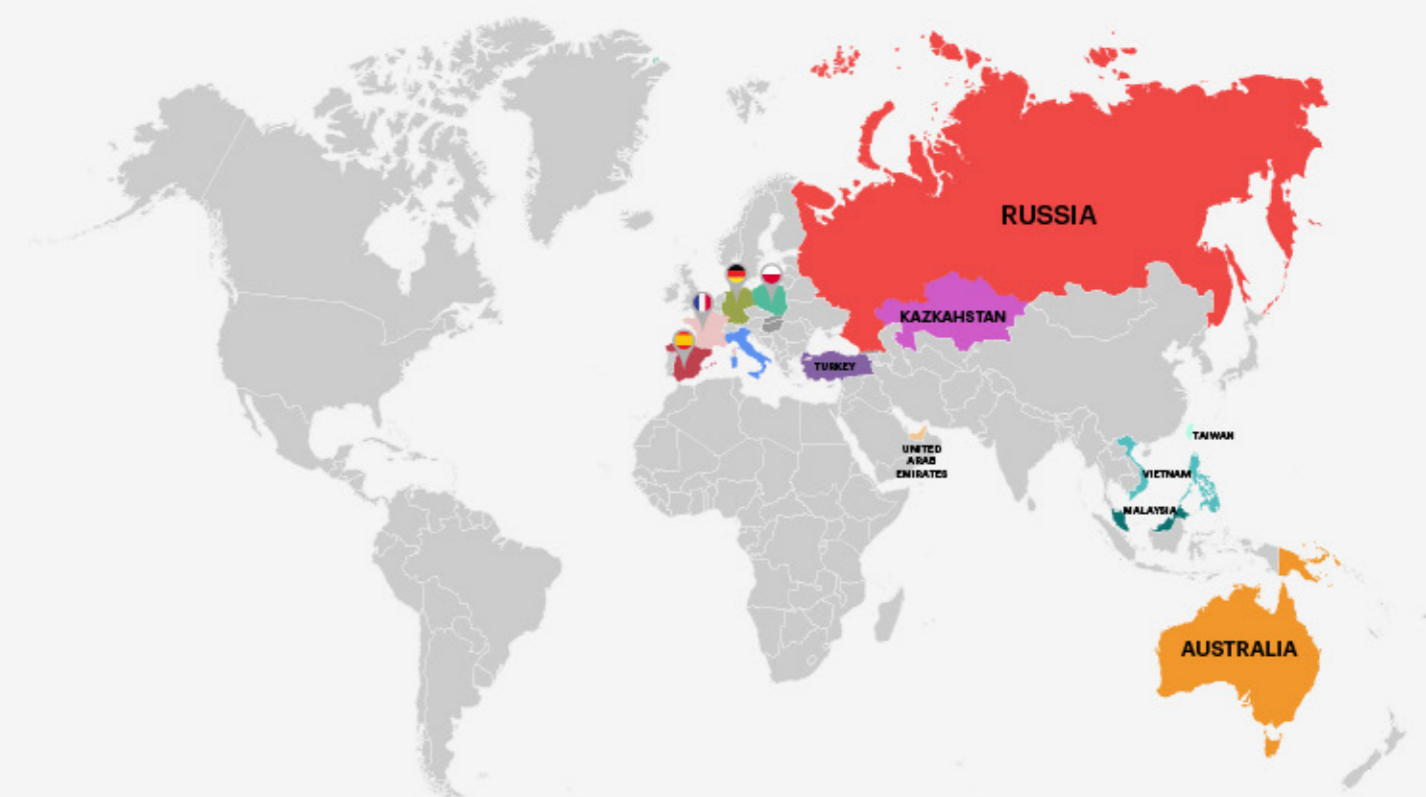 RUSSIA
KAZKAHSTAN
TURKEY
UNITED
ARAB
EMIRATES
TAIWAN
VIETNAM
MALAYSIA
AUSTRALIA